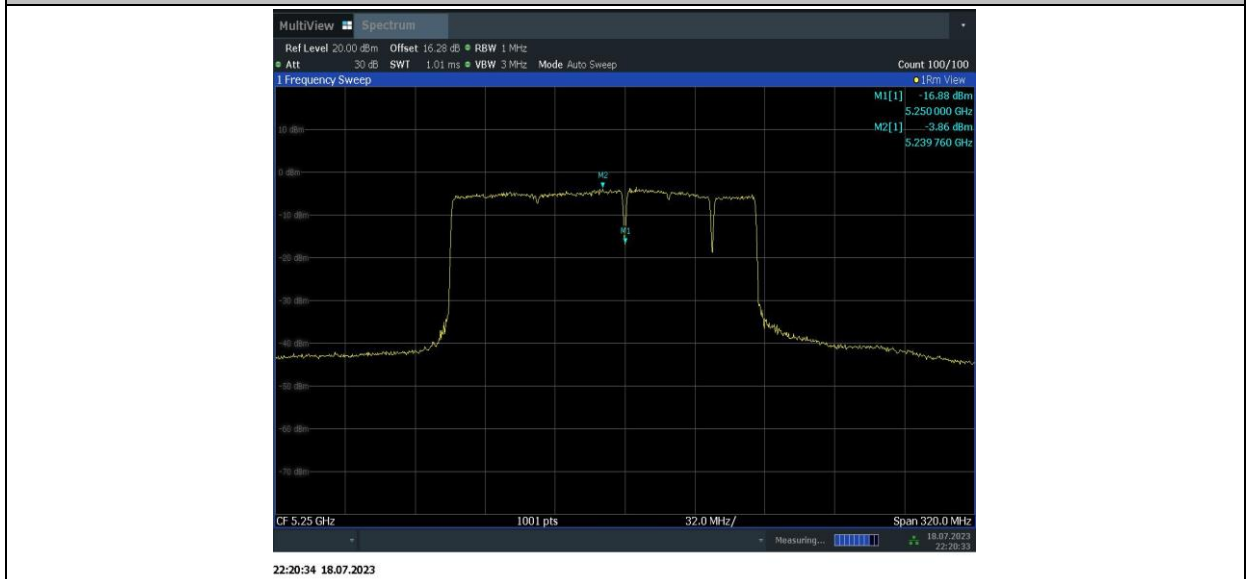 MultiView Spectrum
Ref Level 20.00 dBm Offset 16.28 dB RBW 1 MHz
Att 30 dB SWT 1.01 ms VBW 3 MHz Mode Auto Sweep Count 100/100
1 Frequency Sweep 1Rm View
M1[1] -16.88 dBm
5.250 000 GHz
10 dBm
M2[1] -3.86 dBm
5.239 760 GHz
0 dBm
M2
-10 dBm
M1
-20 dBm
-30 dBm
-40 dBm
-50 dBm
-60 dBm
-70 dBm
CF 5.25 GHz 1001 pts 32.0 MHz/ Span 320.0 MHz
Measuring... 18.07.2023
22:20:33
22:20:34 18.07.2023